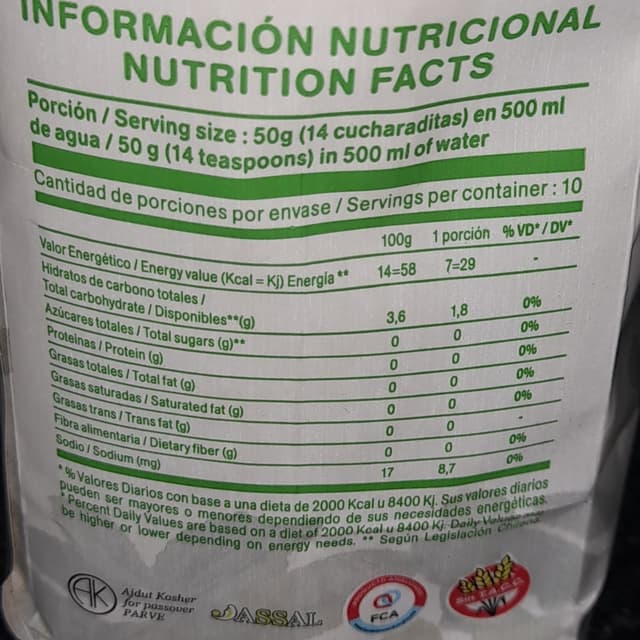 INFORMACIÓN NUTRICIONAL
NUTRITION FACTS
Porción / Serving size : 50g (14 cucharaditas) en 500 ml
de agua / 50 g (14 teaspoons) in 500 ml of water
Cantidad de porciones por envase / Servings per container : 10
100g 1 porción % VD* / DV*
Valor Energético / Energy value (Kcal = Kj) Energía ** 14=58 7=29 -
Hidratos de carbono totales /
Total carbohydrate / Disponibles**(g) 3,6 1,8 0%
Azúcares totales / Total sugars (g)** 0 0 0%
Proteínas / Protein (g) 0 0 0%
Grasas totales / Total fat (g) 0 0 0%
Grasas saturadas / Saturated fat (g) 0 0 0%
Grasas trans / Trans fat (g) 0 0 -
Fibra alimentaria / Dietary fiber (g) 0 0 0%
Sodio / Sodium (mg) 17 8,7 0%
* % Valores Diarios con base a una dieta de 2000 Kcal u 8400 Kj. Sus valores diarios
pueden ser mayores o menores dependiendo de sus necesidades energéticas.
* Percent Daily Values are based on a diet of 2000 Kcal u 8400 Kj. Daily Values
be higher or lower depending on energy needs. ** Según Legislación Chilena.
AK
Ajdut Kosher
for passover
PARVE
DASSAL
FCA
SIN T.A.C.C.